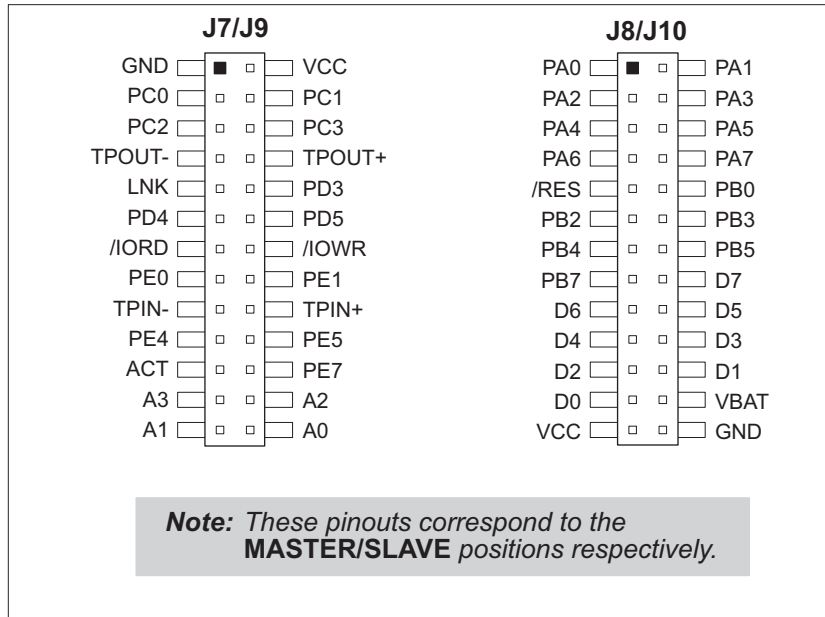 J7/J9 J8/J10
GND VCC PA0 PA1
PC0 PC1 PA2 PA3
PC2 PC3 PA4 PA5
TPOUT- TPOUT+ PA6 PA7
LNK PD3 /RES PB0
PD4 PD5 PB2 PB3
/IORD /IOWR PB4 PB5
PE0 PE1 PB7 D7
TPIN- TPIN+ D6 D5
PE4 PE5 D4 D3
ACT PE7 D2 D1
A3 A2 D0 VBAT
A1 A0 VCC GND
Note: These pinouts correspond to the
MASTER/SLAVE positions respectively.